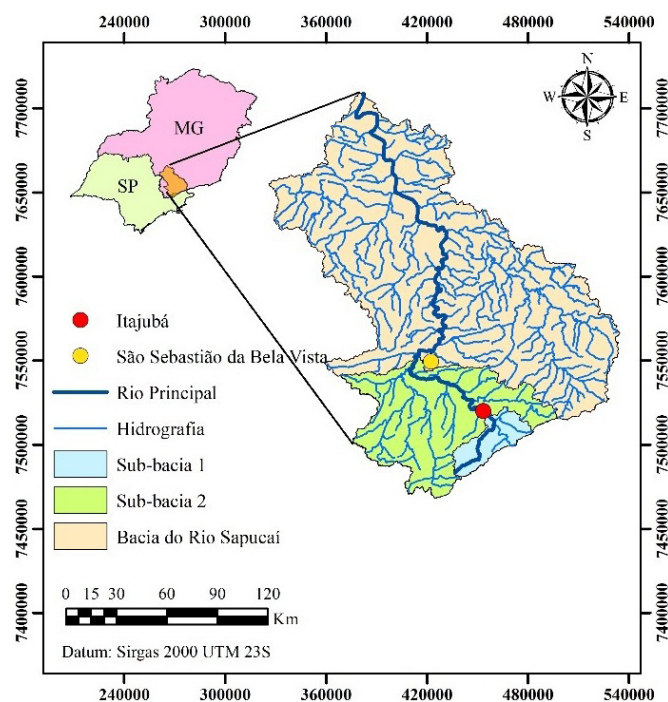 240000 300000 360000 420000 480000 540000
N
W E
S
MG
SP
7700000
7650000
7600000
7550000
7500000
7450000
7400000
7700000
7650000
7600000
7550000
7500000
7450000
7400000
Itajubá
São Sebastião da Bela Vista
Rio Principal
Hidrografia
Sub-bacia 1
Sub-bacia 2
Bacia do Rio Sapucaí
0 15 30 60 90 120
Km
Datum: Sirgas 2000 UTM 23S
240000 300000 360000 420000 480000 540000